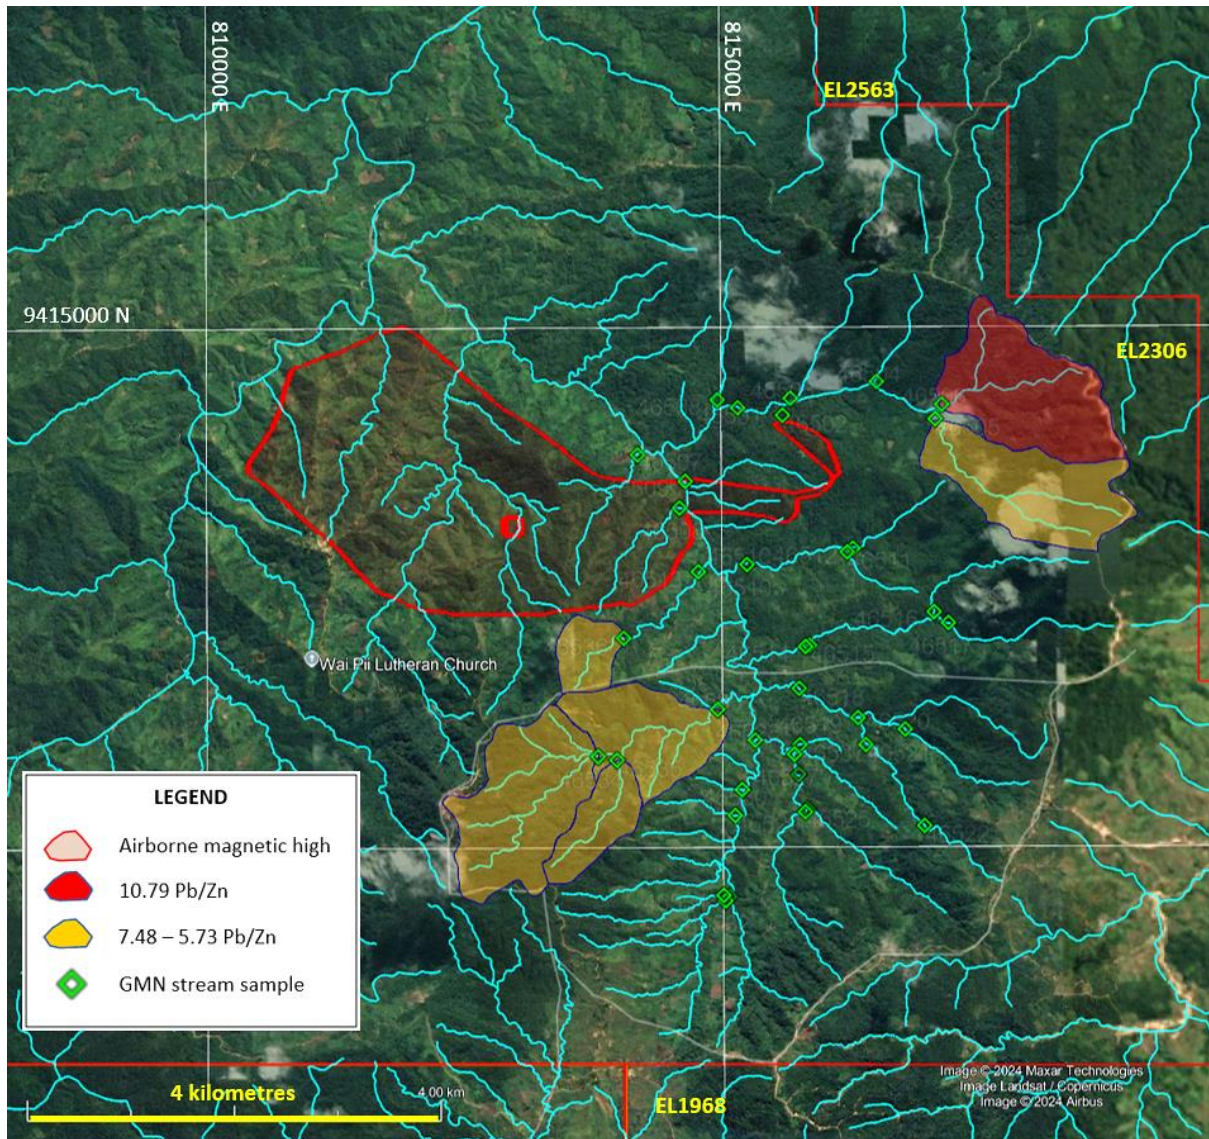 810000 E
815000 E
EL2563
9415000 N
EL2306
Wai Pii Lutheran Church
LEGEND
Airborne magnetic high
10.79 Pb/Zn
7.48 – 5.73 Pb/Zn
GMN stream sample
4 kilometres
4.00 km
EL1968
Image © 2024 Maxar Technologies
Image Landsat / Copernicus
Image © 2024 Airbus